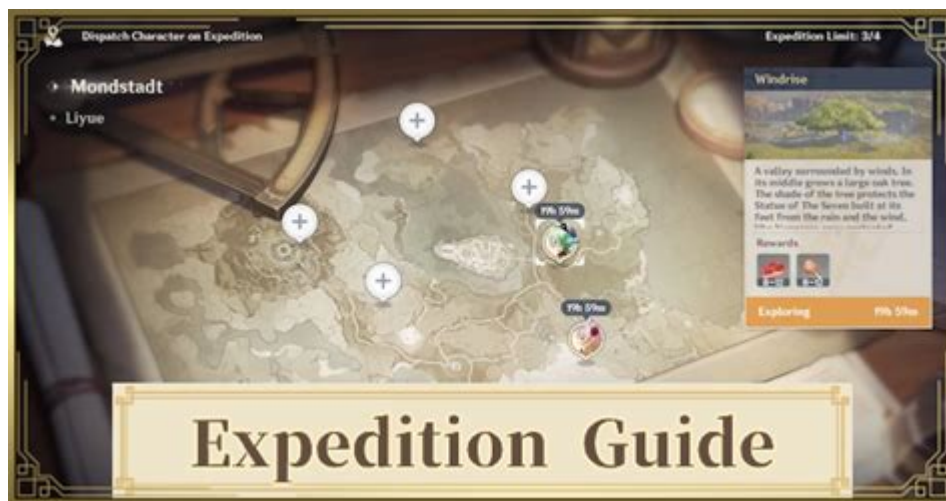 Dispatch Character on Expedition
Expedition Limit: 3/4
Mondstadt
Liyue
Windrise
A valley surrounded by winds. In
its middle grows a large oak tree.
The shade of the tree protects the
Statue of The Seven built at its
feet from the rain and the wind,
Rewards
Exploring 19h 59m
19h 59m
19h 59m
Expedition Guide